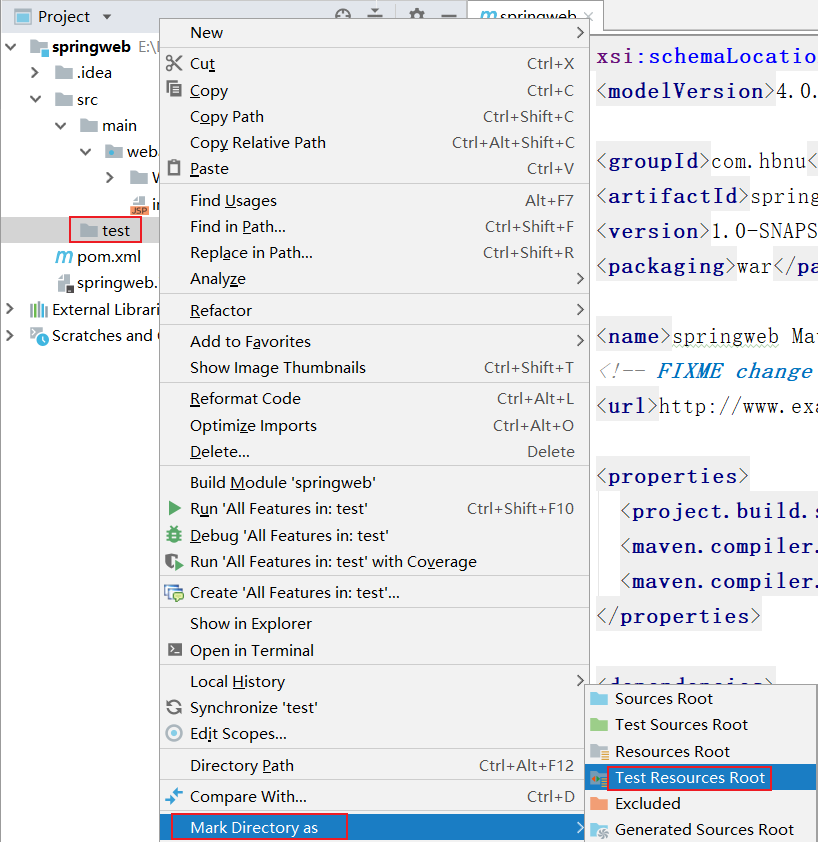 Project
springweb
springweb E:\
.idea
src
main
test
pom.xml
springweb.
External Librari
Scratches and
New
Cut Ctrl+X
Copy Ctrl+C
Copy Path Ctrl+Shift+C
Copy Relative Path Ctrl+Alt+Shift+C
Paste Ctrl+V
Find Usages Alt+F7
Find in Path... Ctrl+Shift+F
Replace in Path... Ctrl+Shift+R
Analyze
Refactor
Add to Favorites
Show Image Thumbnails Ctrl+Shift+T
Reformat Code Ctrl+Alt+L
Optimize Imports Ctrl+Alt+O
Delete... Delete
Build Module 'springweb'
Run 'All Features in: test' Ctrl+Shift+F10
Debug 'All Features in: test'
Run 'All Features in: test' with Coverage
Create 'All Features in: test'...
Show in Explorer
Open in Terminal
Local History
Synchronize 'test'
Edit Scopes...
Directory Path Ctrl+Alt+F12
Compare With... Ctrl+D
Mark Directory as
xsi:schemaLocatio
<modelVersion>4.0.
<groupId>com.hbnu<
<artifactId>spring
<version>1.0-SNAPS
<packaging>war</pa
<name>springweb Ma
<!-- FIXME change
<url>http://www.exa
<properties>
<project.build.s
<maven.compiler.
<maven.compiler.
</properties>
<dependencies>
Sources Root
Test Sources Root
Resources Root
Test Resources Root
Excluded
Generated Sources Root